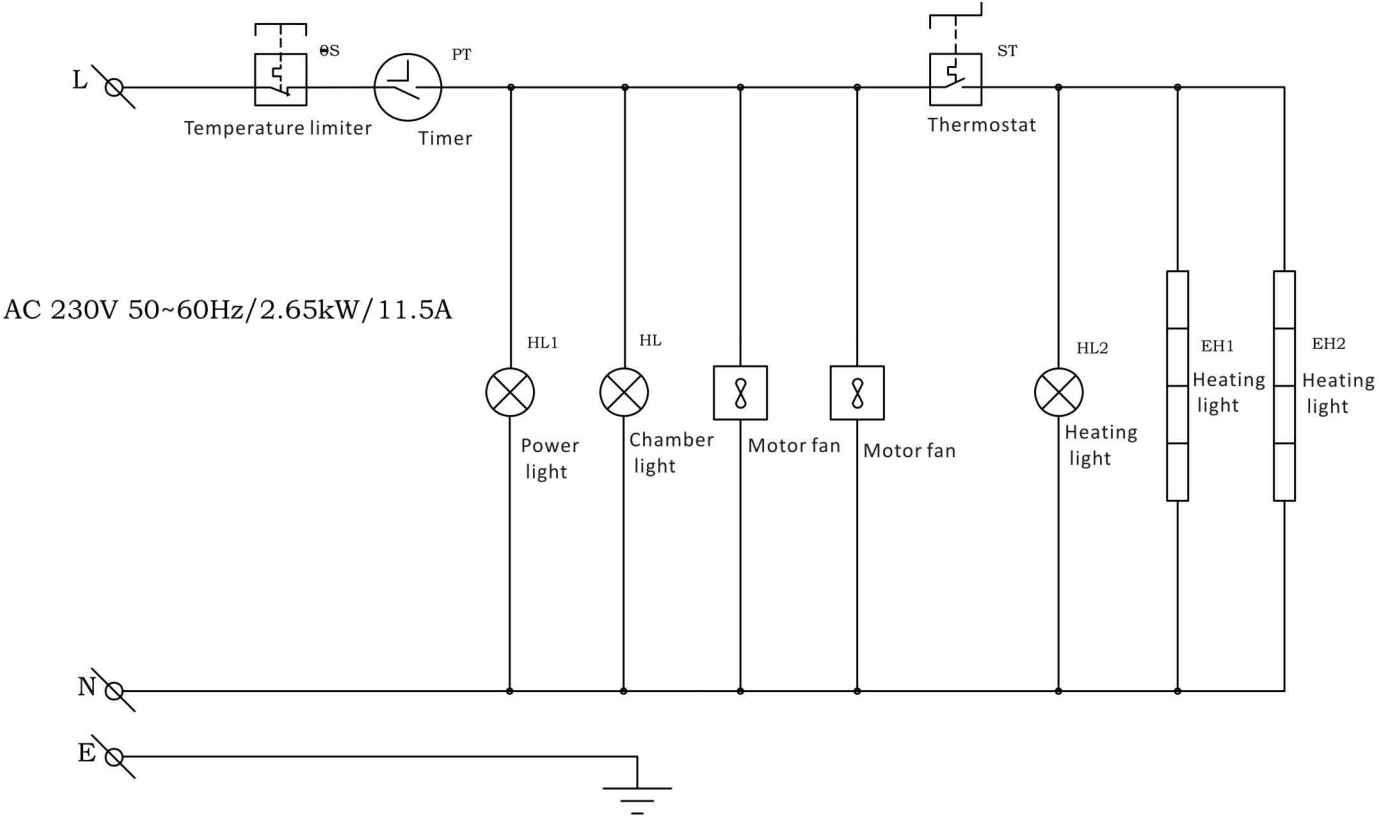 θS
PT
ST
L
Temperature limiter
Timer
Thermostat
AC 230V 50~60Hz/2.65kW/11.5A
HL1
HL
HL2
EH1
EH2
Heating
light
Heating
light
Power
light
Chamber
light
Motor fan
Motor fan
Heating
light
N
E